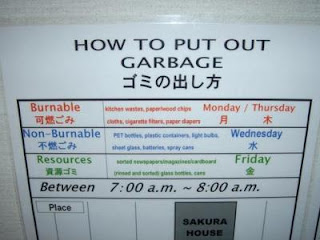 HOW TO PUT OUT
GARBAGE
ゴミの出し方
Burnable kitchen wastes, paper/wood chips Monday / Thursday
可燃ごみ cloths, cigarette filters, paper diapers 月 木
Non-Burnable PET bottles, plastic containers, light bulbs, Wednesday
不燃ごみ sheet glass, batteries, spray cans 水
Resources sorted newspapers/magazines/cardboard Friday
資源ゴミ (rinsed and sorted) glass bottles, cans 金
Between 7:00 a.m. ~ 8:00 a.m.
Place
SAKURA
HOUSE